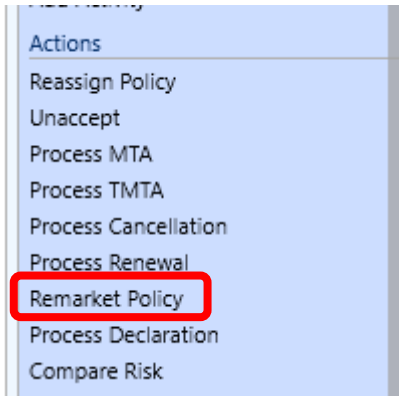 Actions
Reassign Policy
Unaccept
Process MTA
Process TMTA
Process Cancellation
Process Renewal
Remarket Policy
Process Declaration
Compare Risk